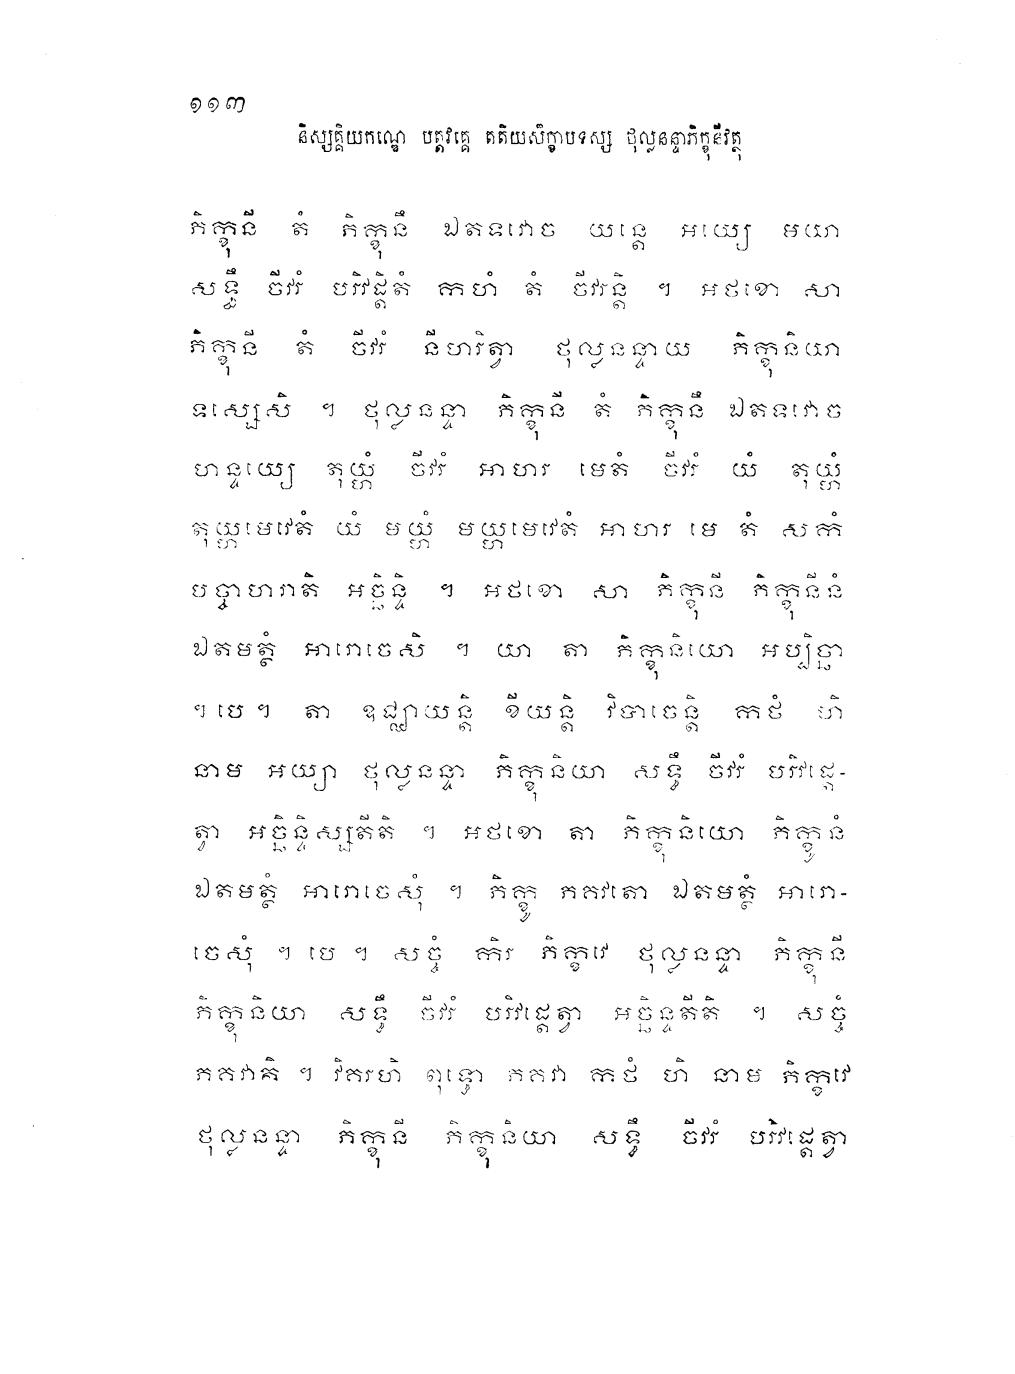 ១១៣
និស្សគ្គិយកណ្ឌេ បត្តវគ្គេ តតិយសិក្ខាបទស្ស ថុល្លនន្ទាភិក្ខុនីវត្ថុ
ភិក្ខុនី តំ ភិក្ខុនឹ ឯតទវោច យន្តេ អយ្យេ មយា
សទ្ធឹ ចីវរំ បរិវដ្ដិតំ កហំ តំ ចីវរន្តិ ។ អថខោ សា
ភិក្ខុនី តំ ចីវរំ នីហរិត្វា ថុល្លនន្ទាយ ភិក្ខុនិយា
ទស្សេសិ ។ ថុល្លនន្ទា ភិក្ខុនី តំ ភិក្ខុនឹ ឯតទវោច
ហន្ទយ្យេ តុយ្ហំ ចីវរំ អាហរ មេតំ ចីវរំ យំ តុយ្ហំ
តុយ្ហមេវេតំ យំ មយ្ហំ មយ្ហមេវេតំ អាហរ មេ តំ សកំ
បច្ចាហរាតិ អច្ឆិន្ទិ ។ អថខោ សា ភិក្ខុនី ភិក្ខុនីនំ
ឯតមត្ថំ អារោចេសិ ។ យា តា ភិក្ខុនិយោ អប្បិច្ឆា
។ បេ ។ តា ឧជ្ឈាយន្តិ ខីយន្តិ វិបាចេន្តិ កថំ ហិ
នាម អយ្យា ថុល្លនន្ទា ភិក្ខុនិយា សទ្ធឹ ចីវរំ បរិវដ្ដេ-
ត្វា អច្ឆិន្ទិស្សតីតិ ។ អថខោ តា ភិក្ខុនិយោ ភិក្ខូនំ
ឯតមត្ថំ អារោចេសុំ ។ ភិក្ខូ ភគវតោ ឯតមត្ថំ អារោ-
ចេសុំ ។ បេ ។ សច្ចំ កិរ ភិក្ខវេ ថុល្លនន្ទា ភិក្ខុនី
ភិក្ខុនិយា សទ្ធឹ ចីវរំ បរិវដ្ដេត្វា អច្ឆិន្ទតីតិ ។ សច្ចំ
ភគវាតិ ។ វិគរហិ ពុទ្ធោ ភគវា កថំ ហិ នាម ភិក្ខវេ
ថុល្លនន្ទា ភិក្ខុនី ភិក្ខុនិយា សទ្ធឹ ចីវរំ បរិវដ្ដេត្វា